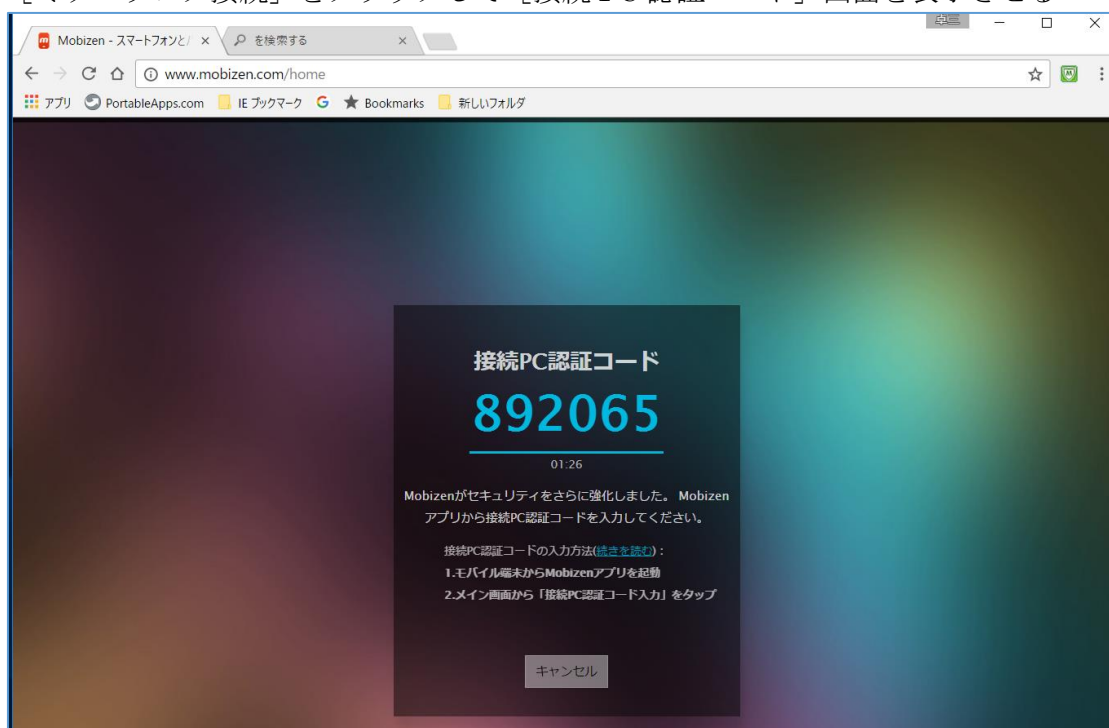 Mobizen - スマートフォンと
を検索する
卓三
www.mobizen.com/home
アプリ PortableApps.com IE ブックマーク Bookmarks 新しいフォルダ
接続PC認証コード
892065
01:26
Mobizenがセキュリティをさらに強化しました。 Mobizen
アプリから接続PC認証コードを入力してください。
接続PC認証コードの入力方法(続きを読む) :
1.モバイル端末からMobizenアプリを起動
2.メイン画面から「接続PC認証コード入力」をタップ
キャンセル